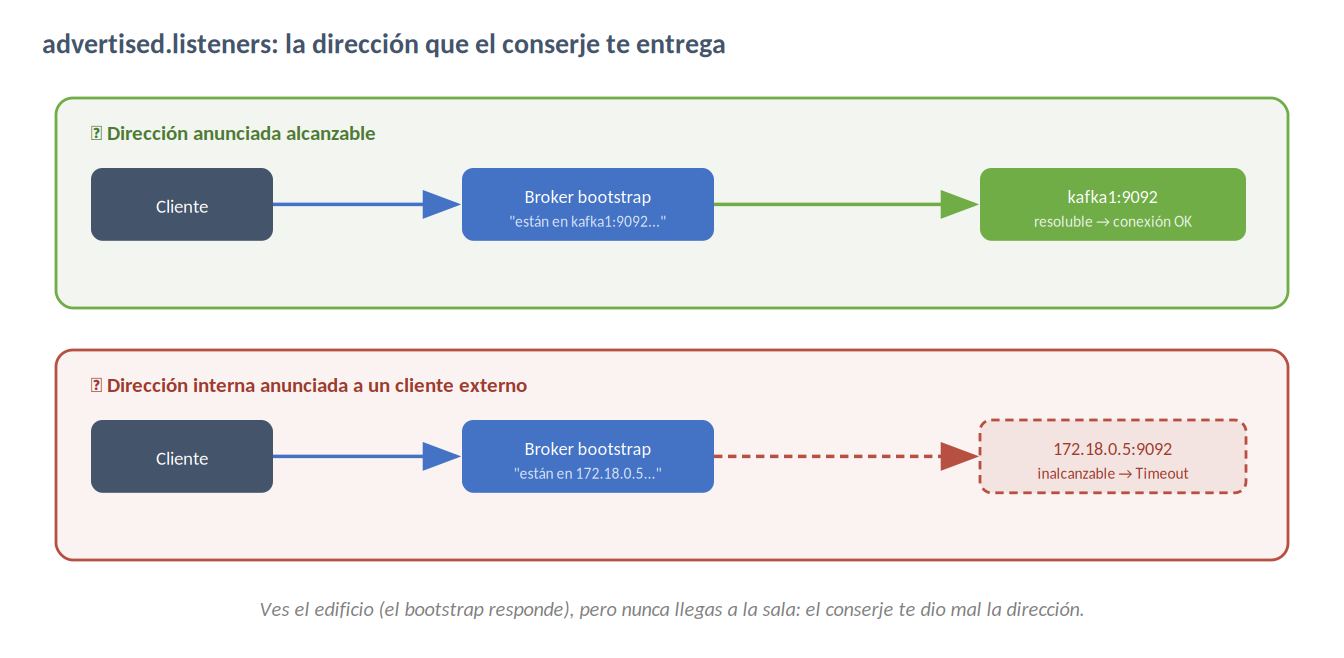 advertised.listeners: la dirección que el conserje te entrega
Dirección anunciada alcanzable
Cliente
Broker bootstrap
"están en kafka1:9092..."
kafka1:9092
resoluble → conexión OK
Dirección interna anunciada a un cliente externo
Cliente
Broker bootstrap
"están en 172.18.0.5..."
172.18.0.5:9092
inalcanzable → Timeout
Ves el edificio (el bootstrap responde), pero nunca llegas a la sala: el conserje te dio mal la dirección.